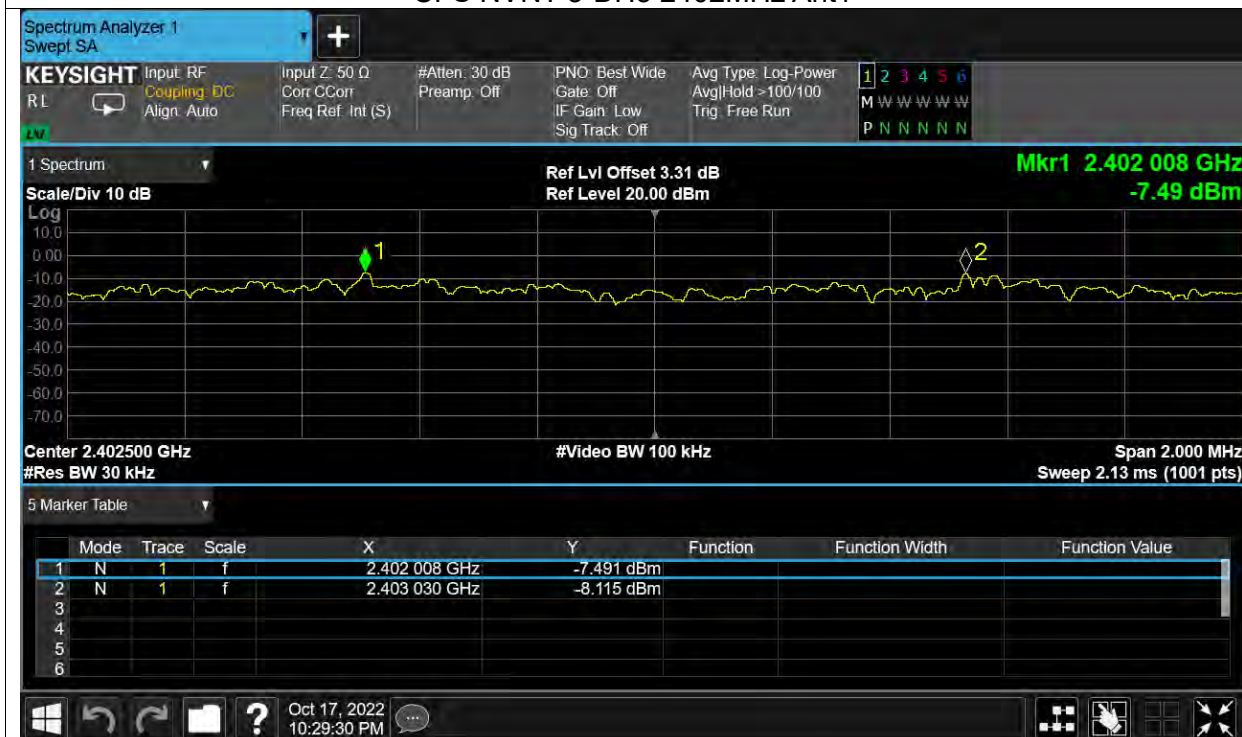 Spectrum Analyzer 1
Swept SA
KEYSIGHT
RL
Input: RF
Coupling: DC
Align: Auto
Input Z: 50 Ω
Corr CCorr
Freq Ref: Int (S)
#Atten: 30 dB
Preamp: Off
PNO: Best Wide
Gate: Off
IF Gain: Low
Sig Track: Off
Avg Type: Log-Power
Avg|Hold >100/100
Trig: Free Run
1 2 3 4 5 6
M W W W W W
P N N N N N
1 Spectrum
Scale/Div 10 dB
Ref Lvl Offset 3.31 dB
Ref Level 20.00 dBm
Mkr1 2.402 008 GHz
-7.49 dBm
Log
10.0
0.00
-10.0
-20.0
-30.0
-40.0
-50.0
-60.0
-70.0
1
2
Center 2.402500 GHz
#Video BW 100 kHz
Span 2.000 MHz
#Res BW 30 kHz
Sweep 2.13 ms (1001 pts)
5 Marker Table
Mode Trace Scale X Y Function Function Width Function Value
1 N 1 f 2.402 008 GHz -7.491 dBm
2 N 1 f 2.403 030 GHz -8.115 dBm
3
4
5
6
?
Oct 17, 2022
10:29:30 PM